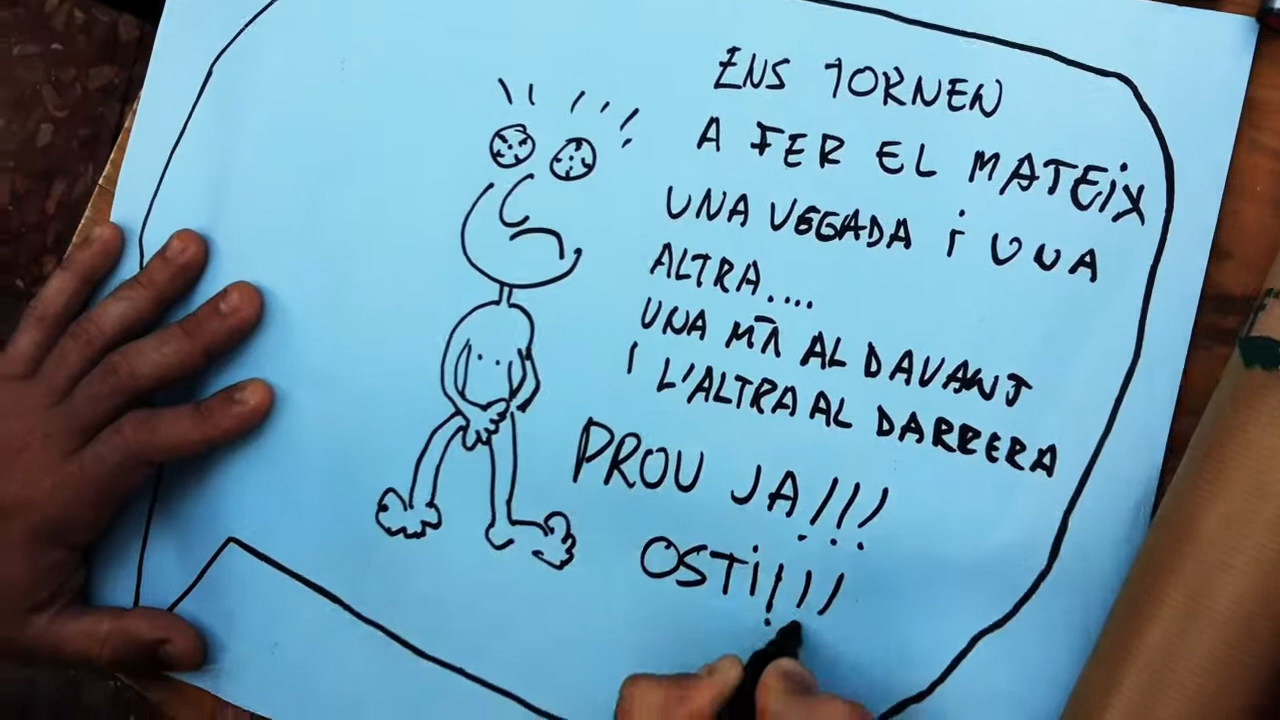 ENS TORNEN
A FER EL MATEiX
UNA VEGADA i UNA
ALTRA....
UNA MÀ AL DAVANT
I L'ALTRA AL DARRERA
PROU JA!!!
OSTi!!!